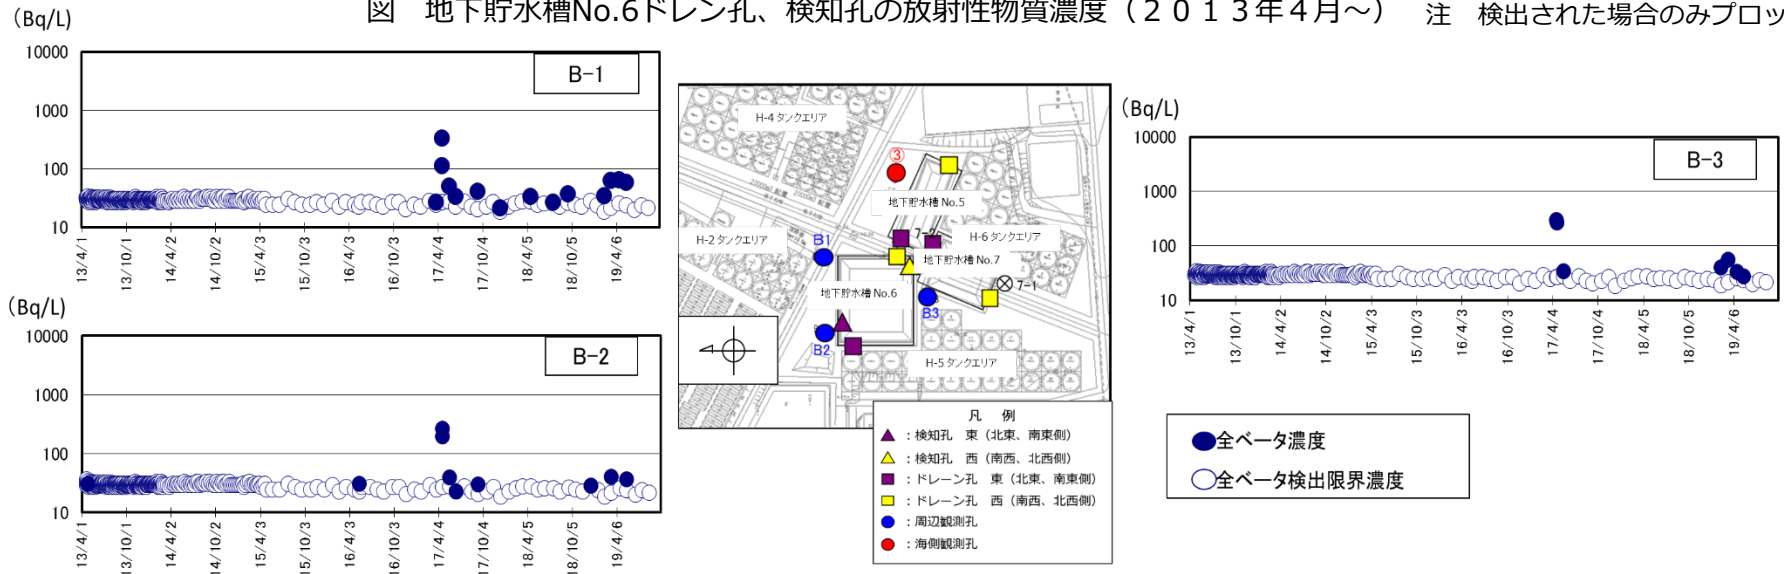 図 地下貯水槽No.6ドレン孔、検知孔の放射性物質濃度（２０１３年４月～） 注 検出された場合のみプロッ
（Bq/L）
10000
1000
100
10
B-1
13/4/1
13/10/1
14/4/2
14/10/2
15/4/3
15/10/3
16/4/3
16/10/3
17/4/4
17/10/4
18/4/5
18/10/5
19/4/6
（Bq/L）
10000
1000
100
10
B-2
13/4/1
13/10/1
14/4/2
14/10/2
15/4/3
15/10/3
16/4/3
16/10/3
17/4/4
17/10/4
18/4/5
18/10/5
19/4/6
H-4 タンクエリア
③
地下貯水槽 No.5
H-2 タンクエリア
B1
7-2
H-6 タンクエリア
地下貯水槽 No.7
地下貯水槽 No.6
7-1
B3
B2
H-5 タンクエリア
凡 例
：検知孔 東（北東、南東側）
：検知孔 西（南西、北西側）
：ドレーン孔 東（北東、南東側）
：ドレーン孔 西（南西、北西側）
：周辺観測孔
：海側観測孔
（Bq/L）
10000
1000
100
10
B-3
13/4/1
13/10/1
14/4/2
14/10/2
15/4/3
15/10/3
16/4/3
16/10/3
17/4/4
17/10/4
18/4/5
18/10/5
19/4/6
全ベータ濃度
全ベータ検出限界濃度